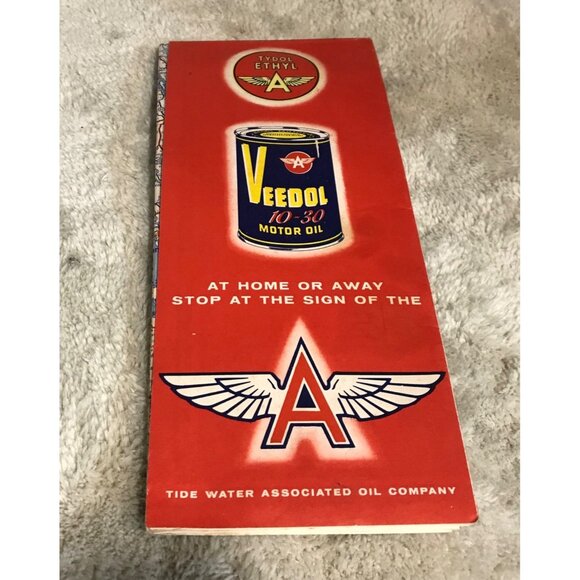 TYDOL
ETHYL
A
A
VEEDOL
10-30
MOTOR OIL
AT HOME OR AWAY
STOP AT THE SIGN OF THE
A
TIDE WATER ASSOCIATED OIL COMPANY